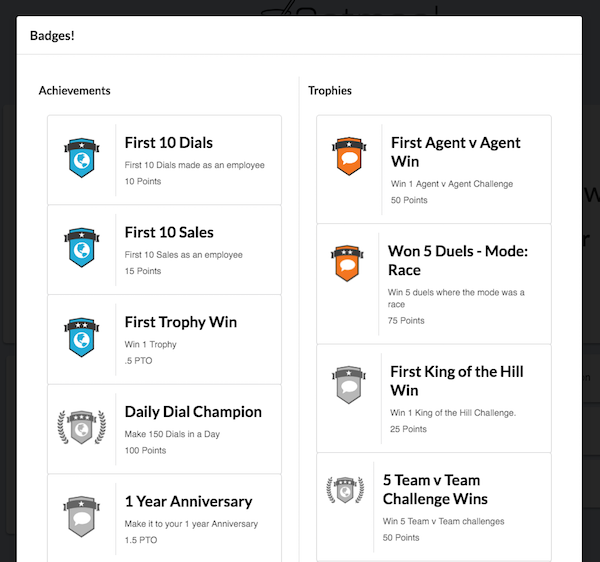 Badges!
Achievements
First 10 Dials
First 10 Dials made as an employee
10 Points
First 10 Sales
First 10 Sales as an employee
15 Points
First Trophy Win
Win 1 Trophy
.5 PTO
Daily Dial Champion
Make 150 Dials in a Day
100 Points
1 Year Anniversary
Make it to your 1 year Anniversary
1.5 PTO
Trophies
First Agent v Agent
Win
Win 1 Agent v Agent Challenge
50 Points
Won 5 Duels - Mode:
Race
Win 5 duels where the mode was a
race
75 Points
First King of the Hill
Win
Win 1 King of the Hill Challenge.
25 Points
5 Team v Team
Challenge Wins
Win 5 Team v Team challenges
50 Points